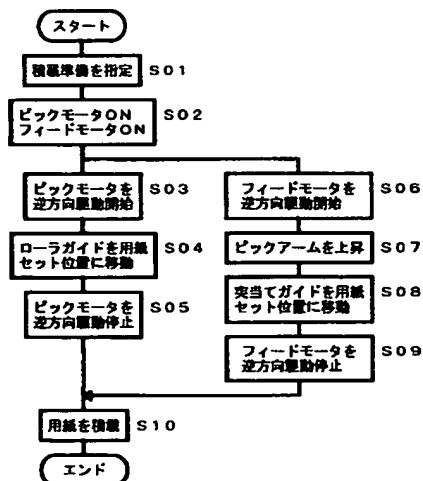 スタート
積載準備を指定 S01
ピックモータON S02
フィードモータON
ピックモータを S03
逆方向駆動開始
ローラガイドを用紙 S04
セット位置に移動
ピックモータを S05
逆方向駆動停止
フィードモータを S06
逆方向駆動開始
ピックアームを上昇 S07
突当てガイドを用紙 S08
セット位置に移動
フィードモータを S09
逆方向駆動停止
用紙を積載 S10
エンド